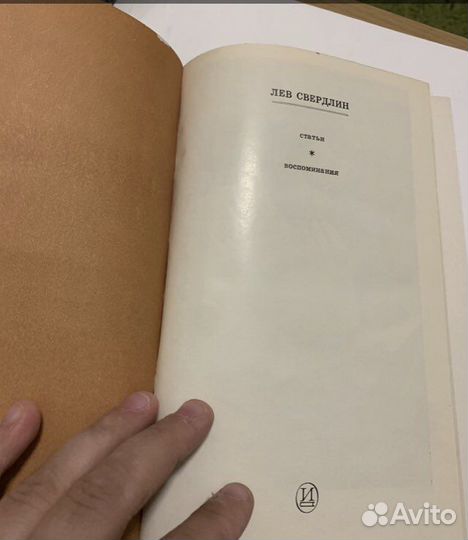 ЛЕВ СВЕРДЛИН
статьи
*
воспоминания
И
Avito